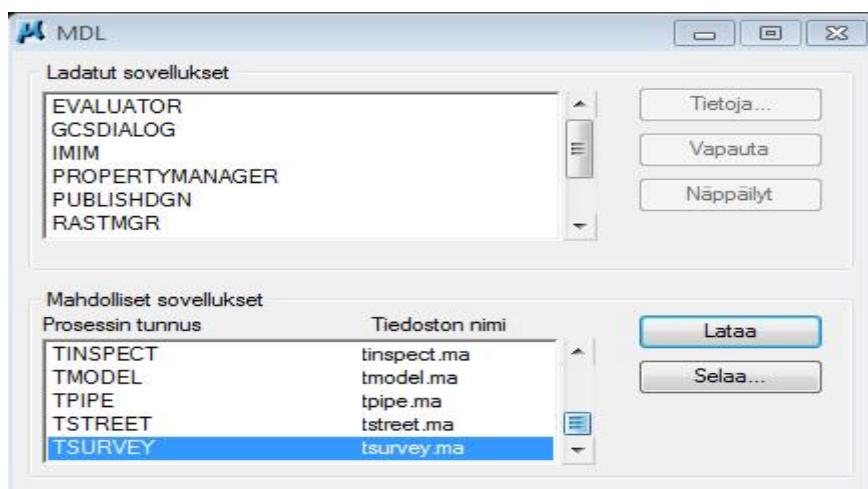 MDL
Ladatut sovellukset
EVALUATOR
GCSDIALOG
IMIM
PROPERTYMANAGER
PUBLISHDGN
RASTMGR
Tietoja...
Vapauta
Näppäilyt
Mahdolliset sovellukset
Prosessin tunnus Tiedoston nimi
TINSPECT tinspect.ma
TMODEL tmodel.ma
TPIPE tpipe.ma
TSTREET tstreet.ma
TSURVEY tsurvey.ma
Lataa
Selaa...